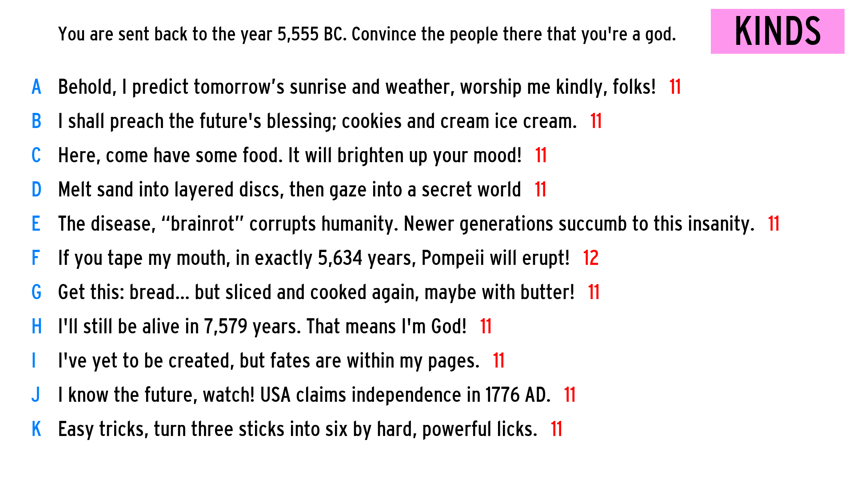 You are sent back to the year 5,555 BC. Convince the people there that you're a god.
KINDS
A Behold, I predict tomorrow’s sunrise and weather, worship me kindly, folks! 11
B I shall preach the future's blessing; cookies and cream ice cream. 11
C Here, come have some food. It will brighten up your mood! 11
D Melt sand into layered discs, then gaze into a secret world 11
E The disease, “brainrot” corrupts humanity. Newer generations succumb to this insanity. 11
F If you tape my mouth, in exactly 5,634 years, Pompeii will erupt! 12
G Get this: bread... but sliced and cooked again, maybe with butter! 11
H I'll still be alive in 7,579 years. That means I'm God! 11
I I've yet to be created, but fates are within my pages. 11
J I know the future, watch! USA claims independence in 1776 AD. 11
K Easy tricks, turn three sticks into six by hard, powerful licks. 11